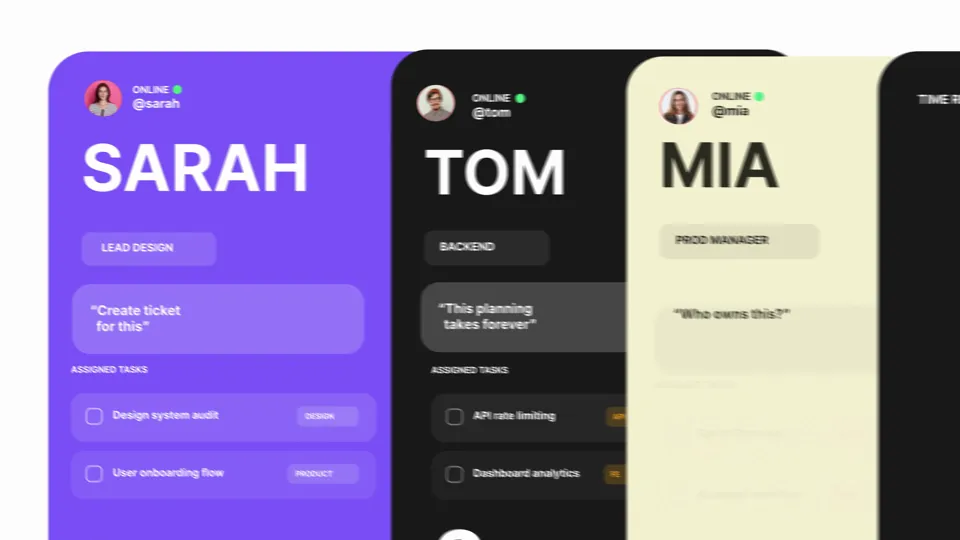 ONLINE
@sarah
SARAH
LEAD DESIGN
"Create ticket
for this"
ASSIGNED TASKS
Design system audit
DESIGN
User onboarding flow
PRODUCT
ONLINE
@tom
TOM
BACKEND
"This planning
takes forever"
ASSIGNED TASKS
API rate limiting
Dashboard analytics
ONLINE
@mia
MIA
PROD MANAGER
"Who owns this?"
TIME